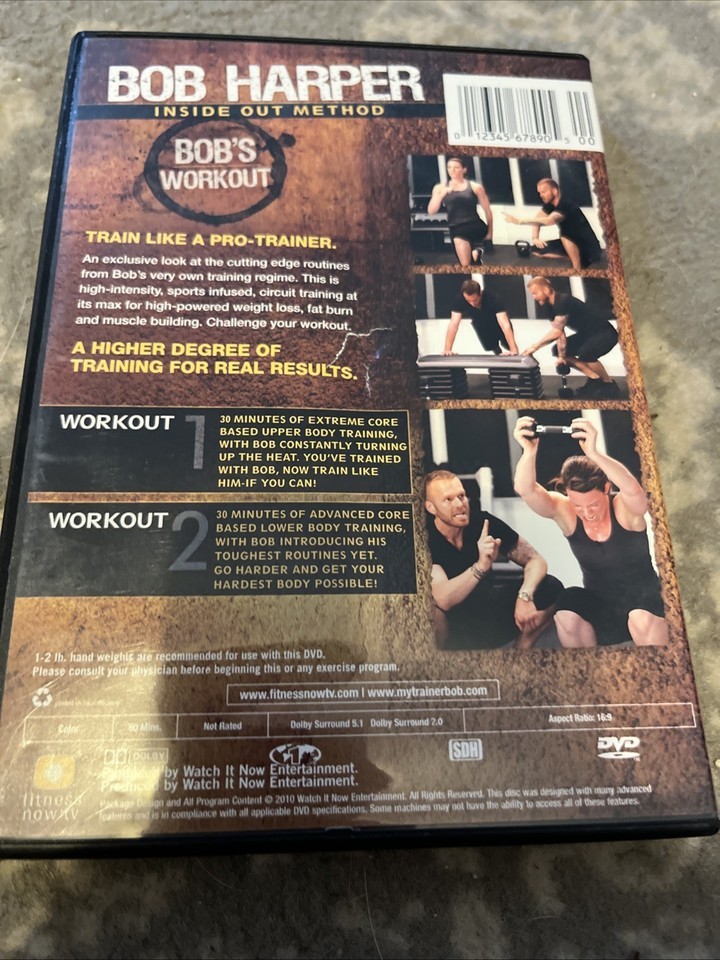 BOB HARPER
INSIDE OUT METHOD
0 12345 67890 5 00
BOB'S
WORKOUT
TRAIN LIKE A PRO-TRAINER.
An exclusive look at the cutting edge routines
from Bob's very own training regime. This is
high-intensity, sports infused, circuit training at
its max for high-powered weight loss, fat burn
and muscle building. Challenge your workout.
A HIGHER DEGREE OF
TRAINING FOR REAL RESULTS.
WORKOUT 1
30 MINUTES OF EXTREME CORE
BASED UPPER BODY TRAINING,
WITH BOB CONSTANTLY TURNING
UP THE HEAT. YOU'VE TRAINED
WITH BOB, NOW TRAIN LIKE
HIM-IF YOU CAN!
WORKOUT 2
30 MINUTES OF ADVANCED CORE
BASED LOWER BODY TRAINING,
WITH BOB INTRODUCING HIS
TOUGHEST ROUTINES YET.
GO HARDER AND GET YOUR
HARDEST BODY POSSIBLE!
1-2 lb. hand weights are recommended for use with this DVD.
Please consult your physician before beginning this or any exercise program.
www.fitnessnowtv.com | www.mytrainerbob.com
Color 60 Mins. Not Rated Dolby Surround 5.1 Dolby Surround 2.0 Aspect Ratio: 16:9
DOLBY
SDH
DVD
by Watch It Now Entertainment.
Produced by Watch It Now Entertainment.
fitness
now.tv
Package Design and All Program Content © 2010 Watch It Now Entertainment. All Rights Reserved. This disc was designed with many advanced
features and is in compliance with all applicable DVD specifications. Some machines may not have the ability to access all of these features.